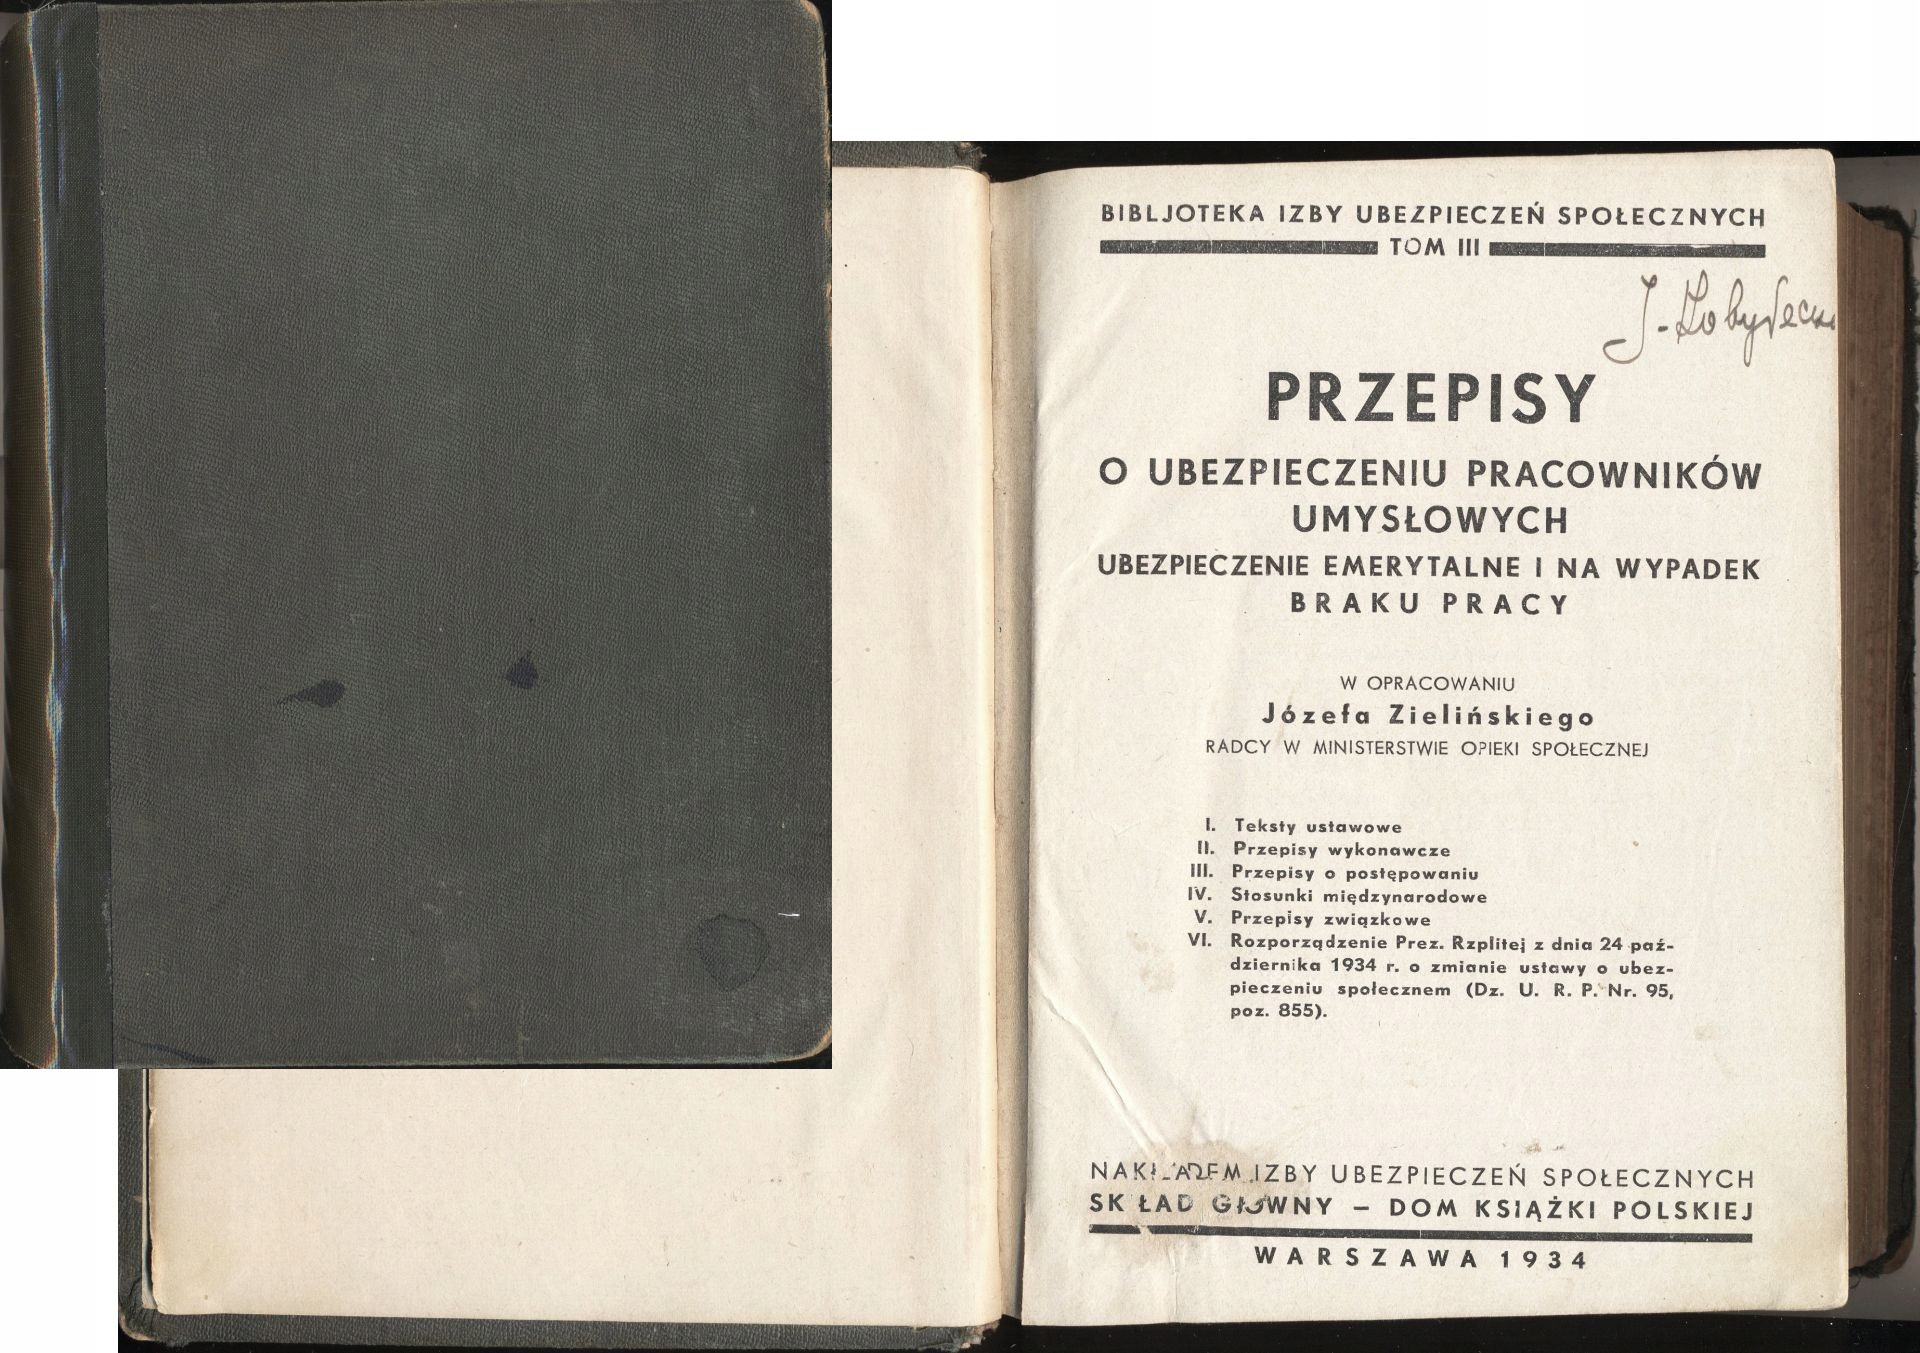 BIBLJOTEKA IZBY UBEZPIECZEŃ SPOŁECZNYCH
TOM III
PRZEPISY
O UBEZPIECZENIU PRACOWNIKÓW
UMYSŁOWYCH
UBEZPIECZENIE EMERYTALNE I NA WYPADEK
BRAKU PRACY
W OPRACOWANIU
Józefa Zielińskiego
RADCY W MINISTERSTWIE OPIEKI SPOŁECZNEJ
I. Teksty ustawowe
II. Przepisy wykonawcze
III. Przepisy o postępowaniu
IV. Stosunki międzynarodowe
V. Przepisy związkowe
VI. Rozporządzenie Prez. Rzplitej z dnia 24 paź-
dziernika 1934 r. o zmianie ustawy o ubez-
pieczeniu społecznem (Dz. U. R. P. Nr. 95,
poz. 855).
NAKŁADEM IZBY UBEZPIECZEŃ SPOŁECZNYCH
SKŁAD GŁÓWNY — DOM KSIĄŻKI POLSKIEJ
WARSZAWA 1934